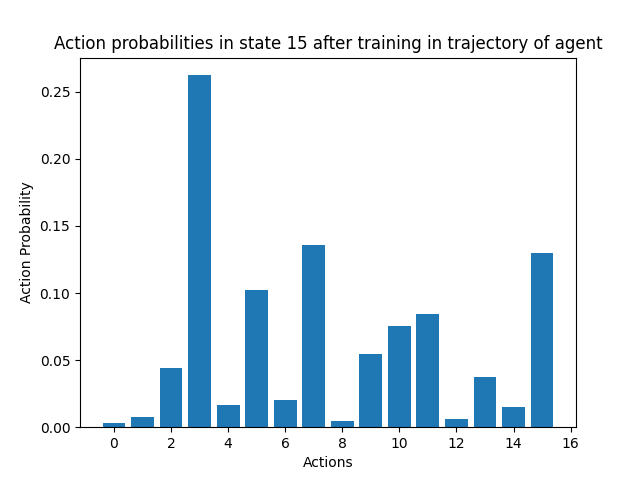 Action probabilities in state 15 after training in trajectory of agent
0.25
0.20
0.15
0.10
0.05
0.00
Action Probability
0 2 4 6 8 10 12 14 16
Actions